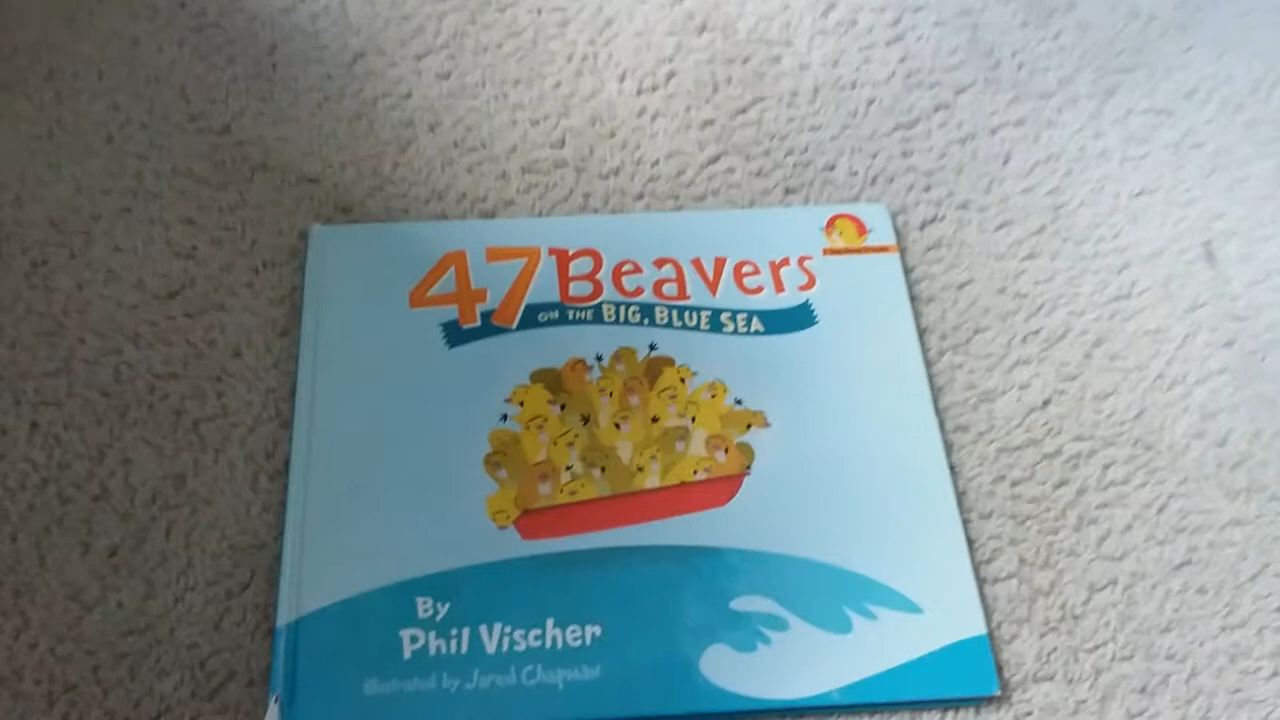 47 Beavers
ON THE BIG, BLUE SEA
By
Phil Vischer
Illustrated by Jared Chapman